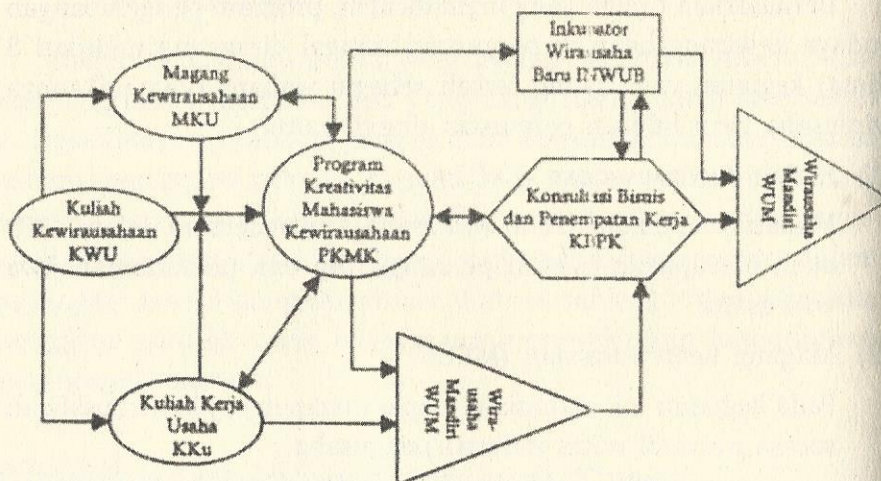 Magang
Kewirausahaan
MKU
Kuliah
Kewirausahaan
KWU
Kuliah Kerja
Usaha
KKu
Program
Kreativitas
Mahasiswa
Kewirausahaan
PKMK
Inkubator
Wirausaha
Baru INWUB
Konsultasi Bisnis
dan Penempatan Kerja
KBPK
Wira-
usaha
Mandiri
WUM
Wirausaha
Mandiri
WUM